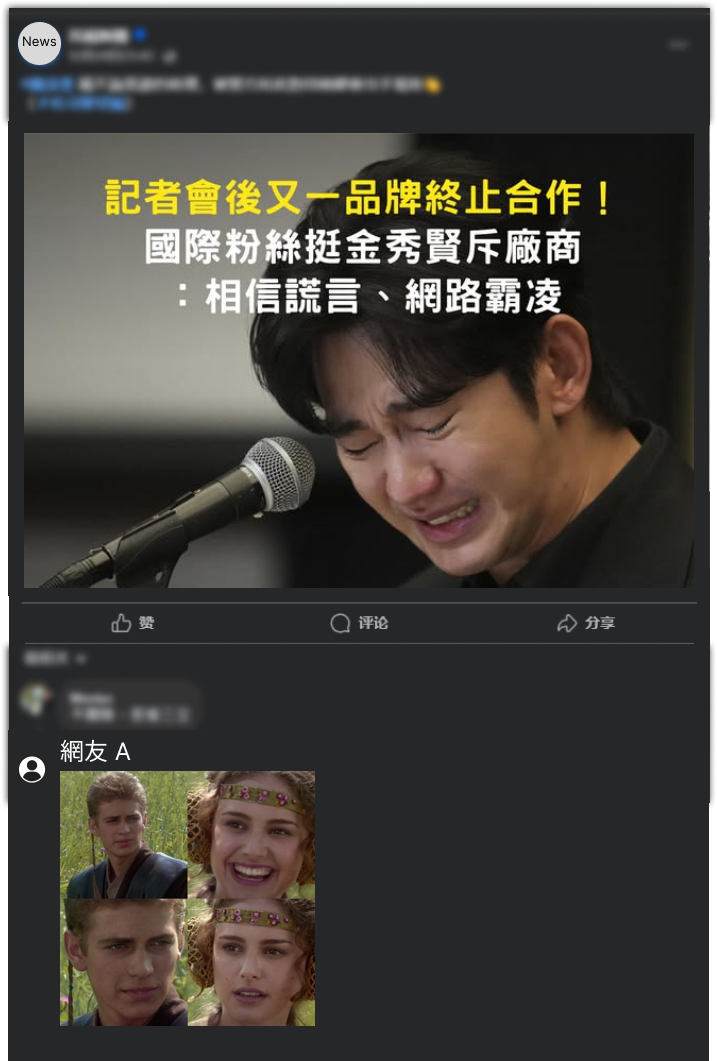 News
記者會後又一品牌終止合作！
國際粉絲挺金秀賢斥廠商
：相信謊言、網路霸凌
赞
评论
分享
網友 A